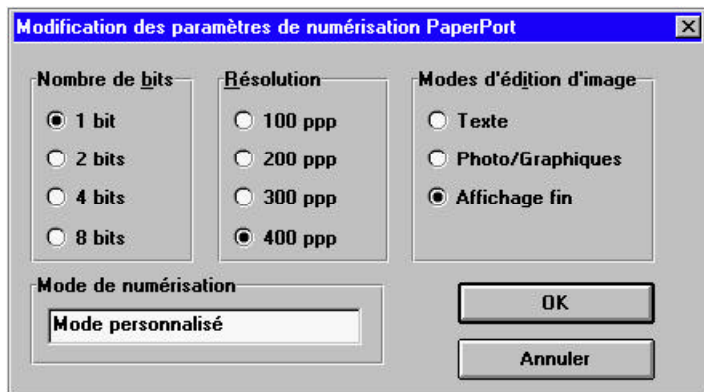 Modification des paramètres de numérisation PaperPort
Nombre de bits
1 bit
2 bits
4 bits
8 bits
Résolution
100 ppp
200 ppp
300 ppp
400 ppp
Modes d'édition d'image
Texte
Photo/Graphiques
Affichage fin
Mode de numérisation
Mode personnalisé
OK
Annuler